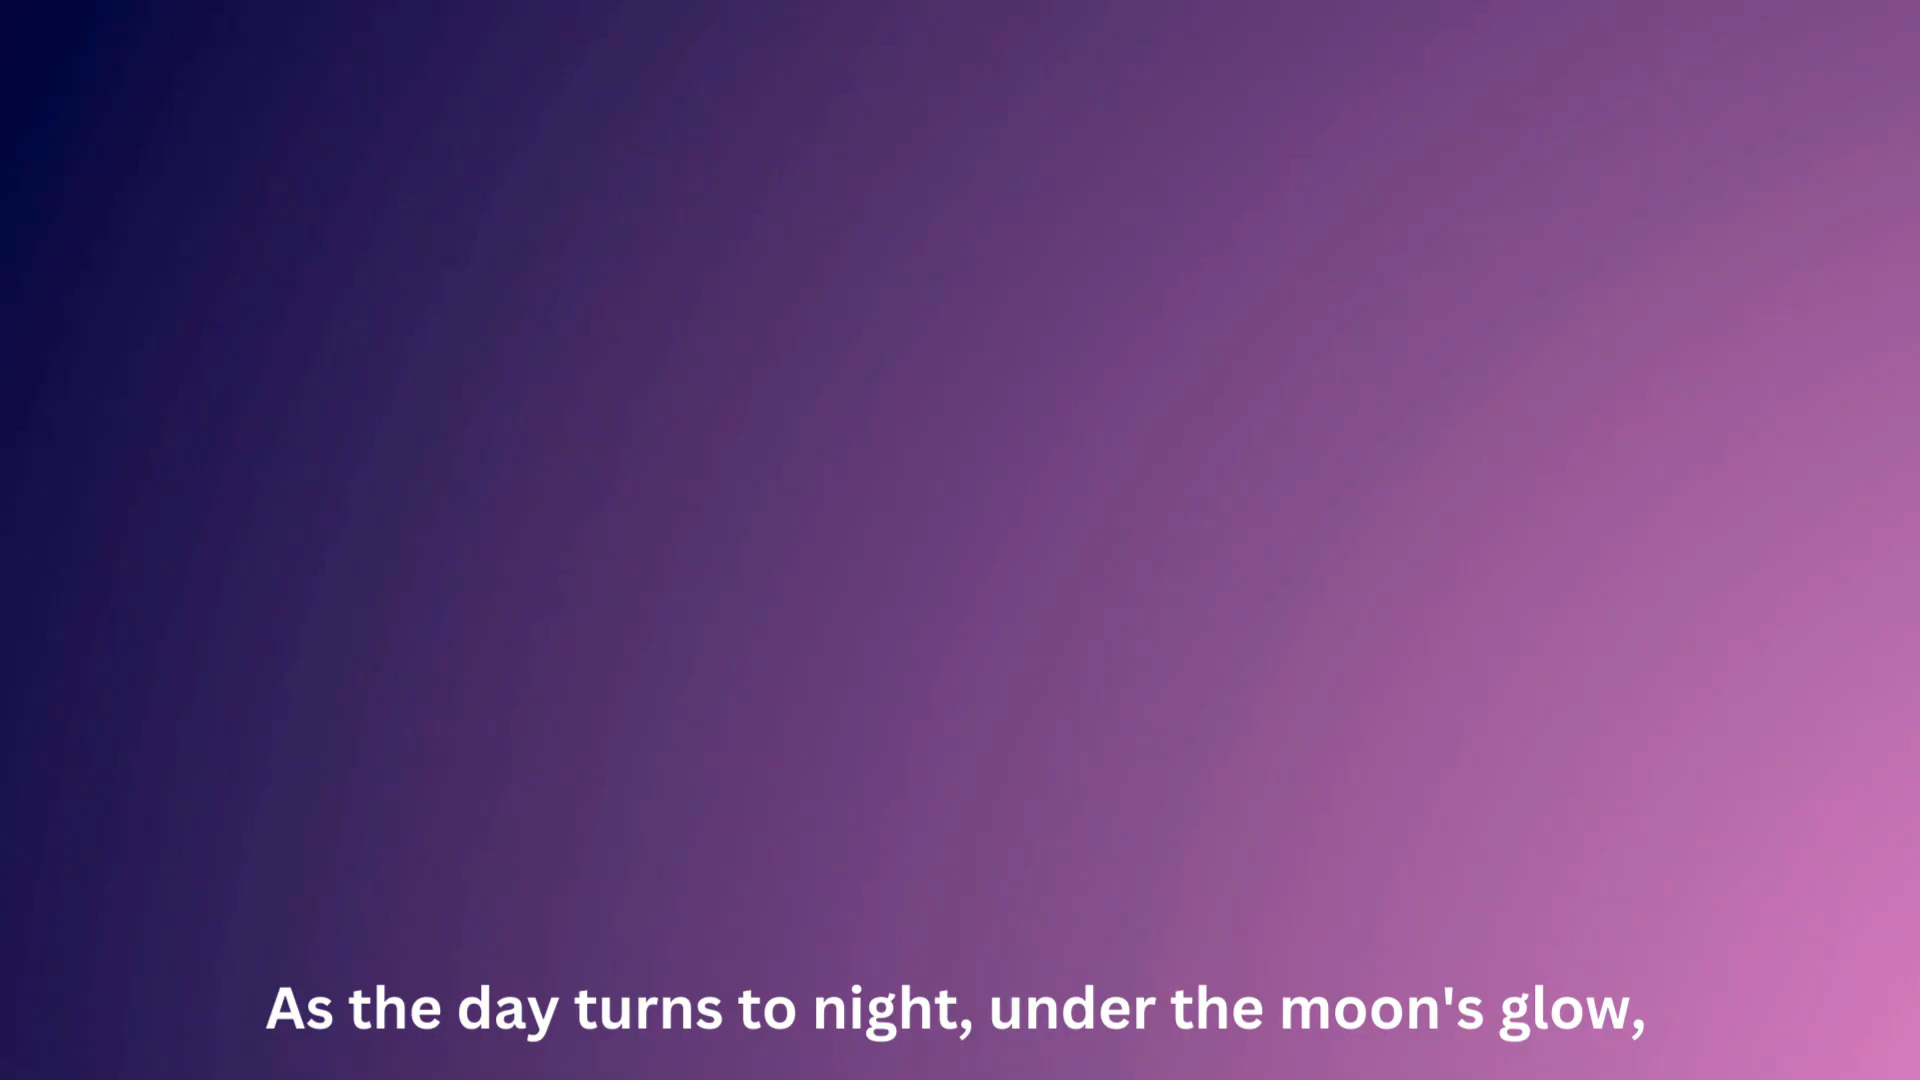 As the day turns to night, under the moon's glow,